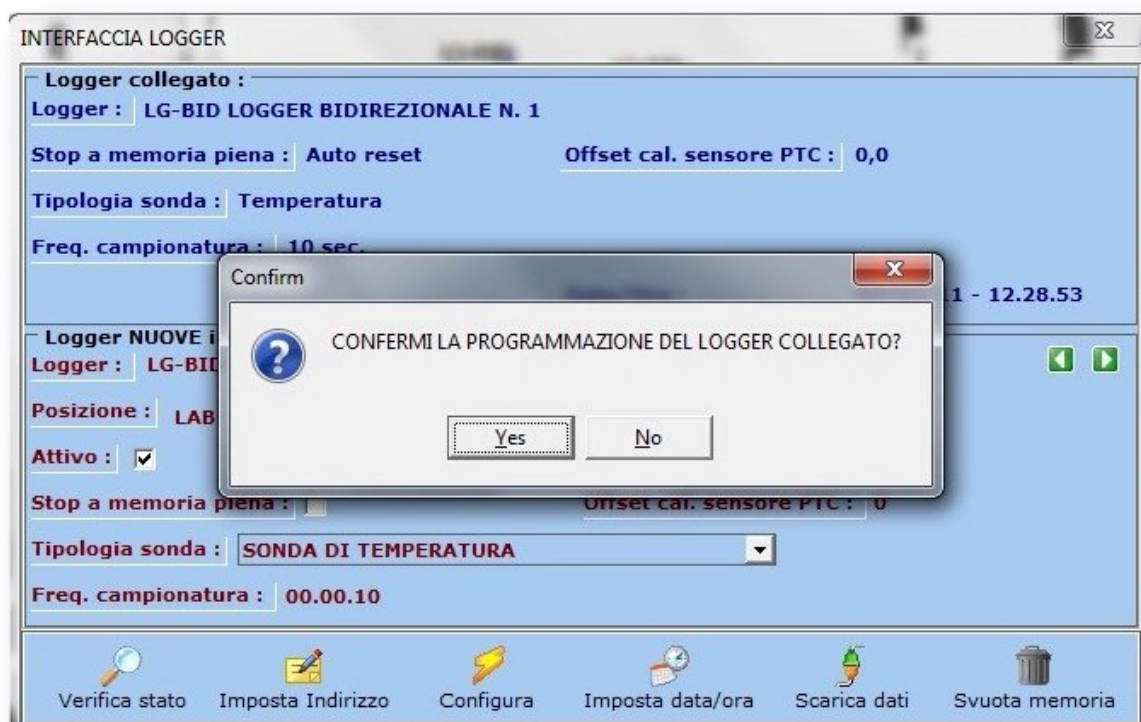 INTERFACCIA LOGGER
Logger collegato :
Logger : LG-BID LOGGER BIDIREZIONALE N. 1
Stop a memoria piena : Auto reset Offset cal. sensore PTC : 0,0
Tipologia sonda : Temperatura
Freq. campionatura : 10 sec.
- 12.28.53
Confirm
CONFERMI LA PROGRAMMAZIONE DEL LOGGER COLLEGATO?
Yes No
Logger NUOVE
Logger : LG-BID
Posizione : LAB
Attivo :
Stop a memoria piena : Offset cal. sensore PTC : 0
Tipologia sonda : SONDA DI TEMPERATURA
Freq. campionatura : 00.00.10
Verifica stato Imposta Indirizzo Configura Imposta data/ora Scarica dati Svuota memoria